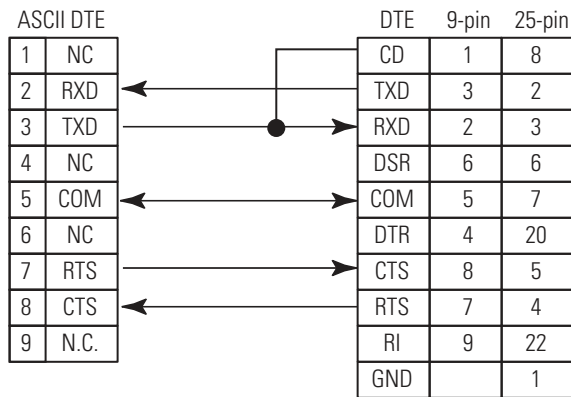 ASCII DTE DTE 9-pin 25-pin
1 NC CD 1 8
2 RXD TXD 3 2
3 TXD RXD 2 3
4 NC DSR 6 6
5 COM COM 5 7
6 NC DTR 4 20
7 RTS CTS 8 5
8 CTS RTS 7 4
9 N.C. RI 9 22
GND 1